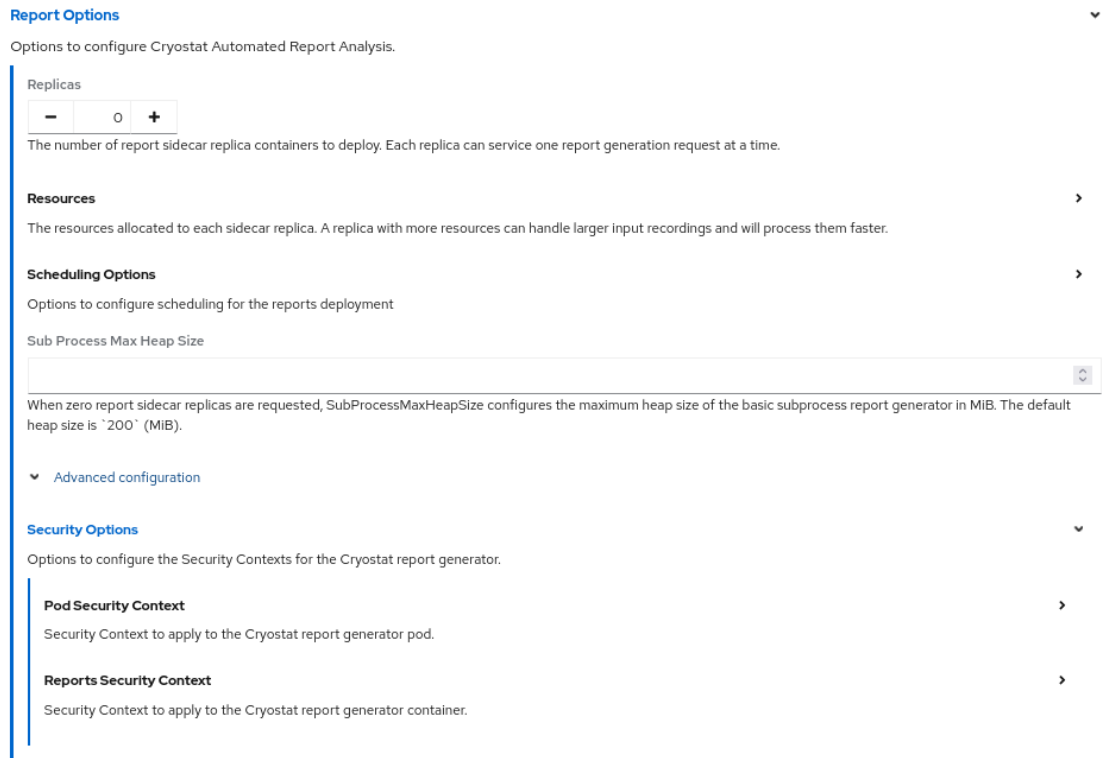 Report Options
Options to configure Cryostat Automated Report Analysis.
Replicas
0
The number of report sidecar replica containers to deploy. Each replica can service one report generation request at a time.
Resources
The resources allocated to each sidecar replica. A replica with more resources can handle larger input recordings and will process them faster.
Scheduling Options
Options to configure scheduling for the reports deployment
Sub Process Max Heap Size
When zero report sidecar replicas are requested, SubProcessMaxHeapSize configures the maximum heap size of the basic subprocess report generator in MiB. The default
heap size is `200` (MiB).
Advanced configuration
Security Options
Options to configure the Security Contexts for the Cryostat report generator.
Pod Security Context
Security Context to apply to the Cryostat report generator pod.
Reports Security Context
Security Context to apply to the Cryostat report generator container.